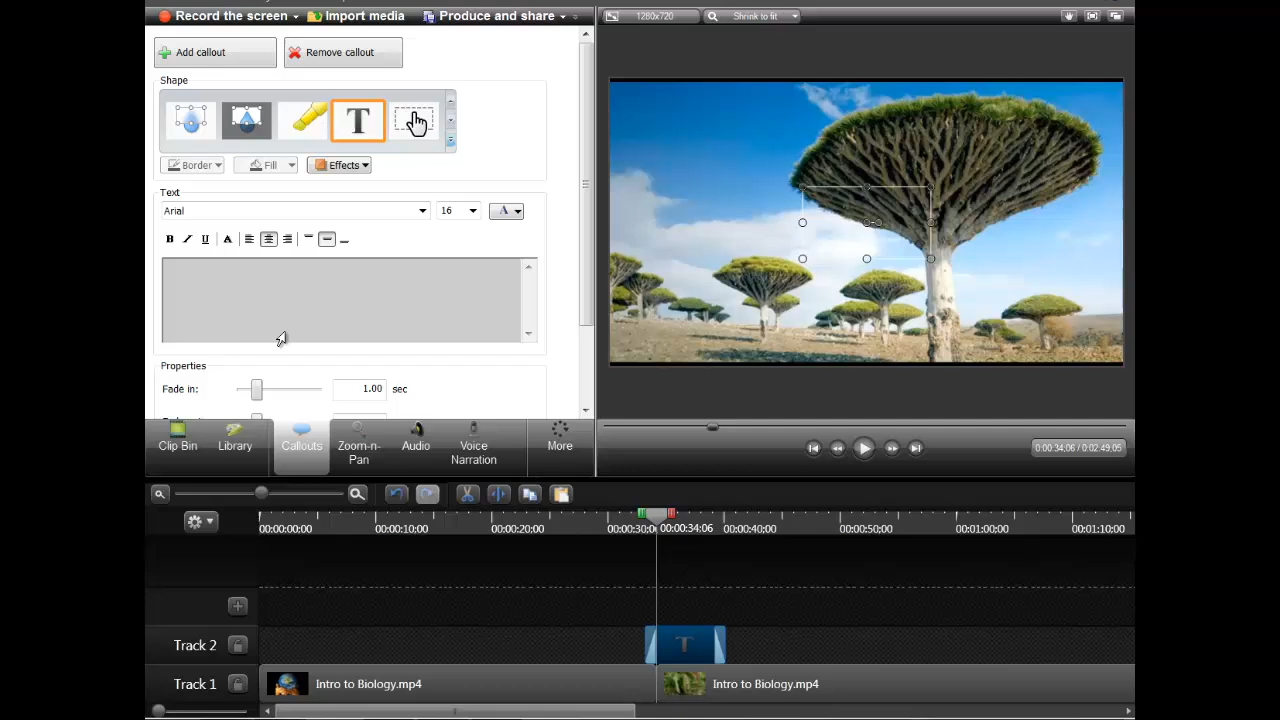 Record the screen Import media Produce and share
1280x720 Shrink to fit
Add callout Remove callout
Shape
T
Border Fill Effects
Text
Arial 16 A
B I U A
Properties
Fade in: 1.00 sec
Clip Bin Library Callouts Zoom-n-Pan Audio Voice Narration More
0:00:34;06 / 0:02:49;05
00:00:00;00 00:00:10;00 00:00:20;00 00:00:34;06 00:00:40;00 00:00:50;00 00:01:00;00 00:01:10;00
Track 2 T
Track 1 Intro to Biology.mp4 Intro to Biology.mp4